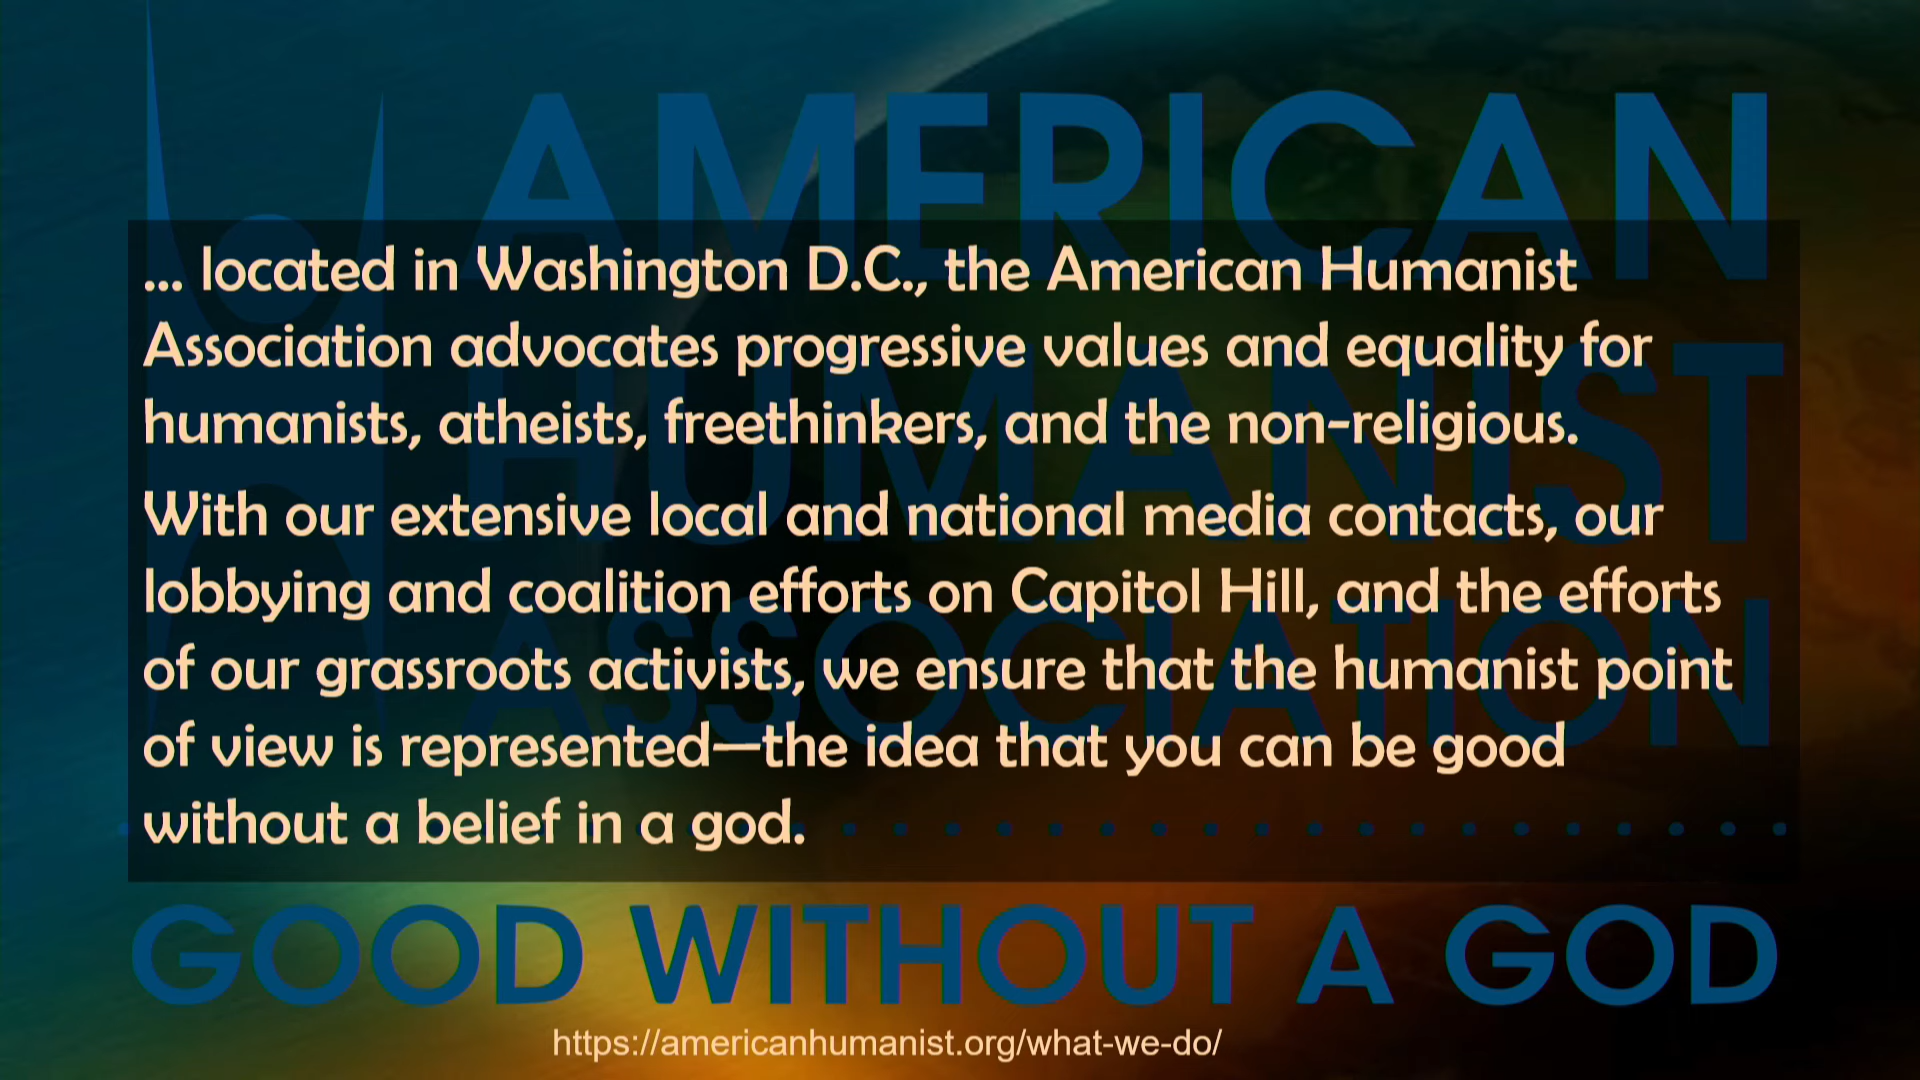 AMERICAN
HUMANIST
ASSOCIATION
... located in Washington D.C., the American Humanist
Association advocates progressive values and equality for
humanists, atheists, freethinkers, and the non-religious.
With our extensive local and national media contacts, our
lobbying and coalition efforts on Capitol Hill, and the efforts
of our grassroots activists, we ensure that the humanist point
of view is represented—the idea that you can be good
without a belief in a god.
GOOD WITHOUT A GOD
https://americanhumanist.org/what-we-do/